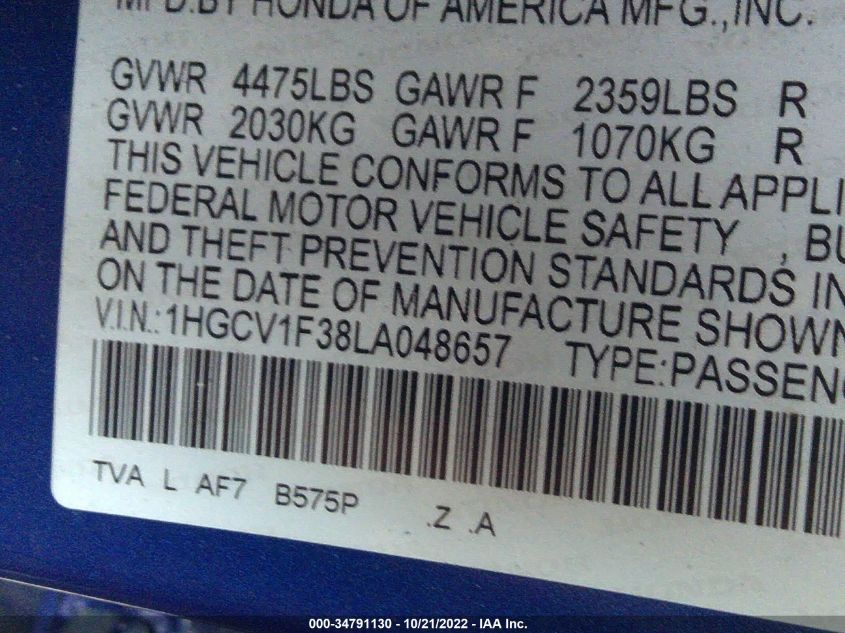 MFD.BY HONDA OF AMERICA MFG.,INC.
GVWR 4475LBS GAWR F 2359LBS R
GVWR 2030KG GAWR F 1070KG R
THIS VEHICLE CONFORMS TO ALL APPLI
FEDERAL MOTOR VEHICLE SAFETY , BU
AND THEFT PREVENTION STANDARDS IN
ON THE DATE OF MANUFACTURE SHOWN
V.I.N.:1HGCV1F38LA048657 TYPE:PASSENG
TVA L AF7 B575P .Z .A
000-34791130 - 10/21/2022 - IAA Inc.